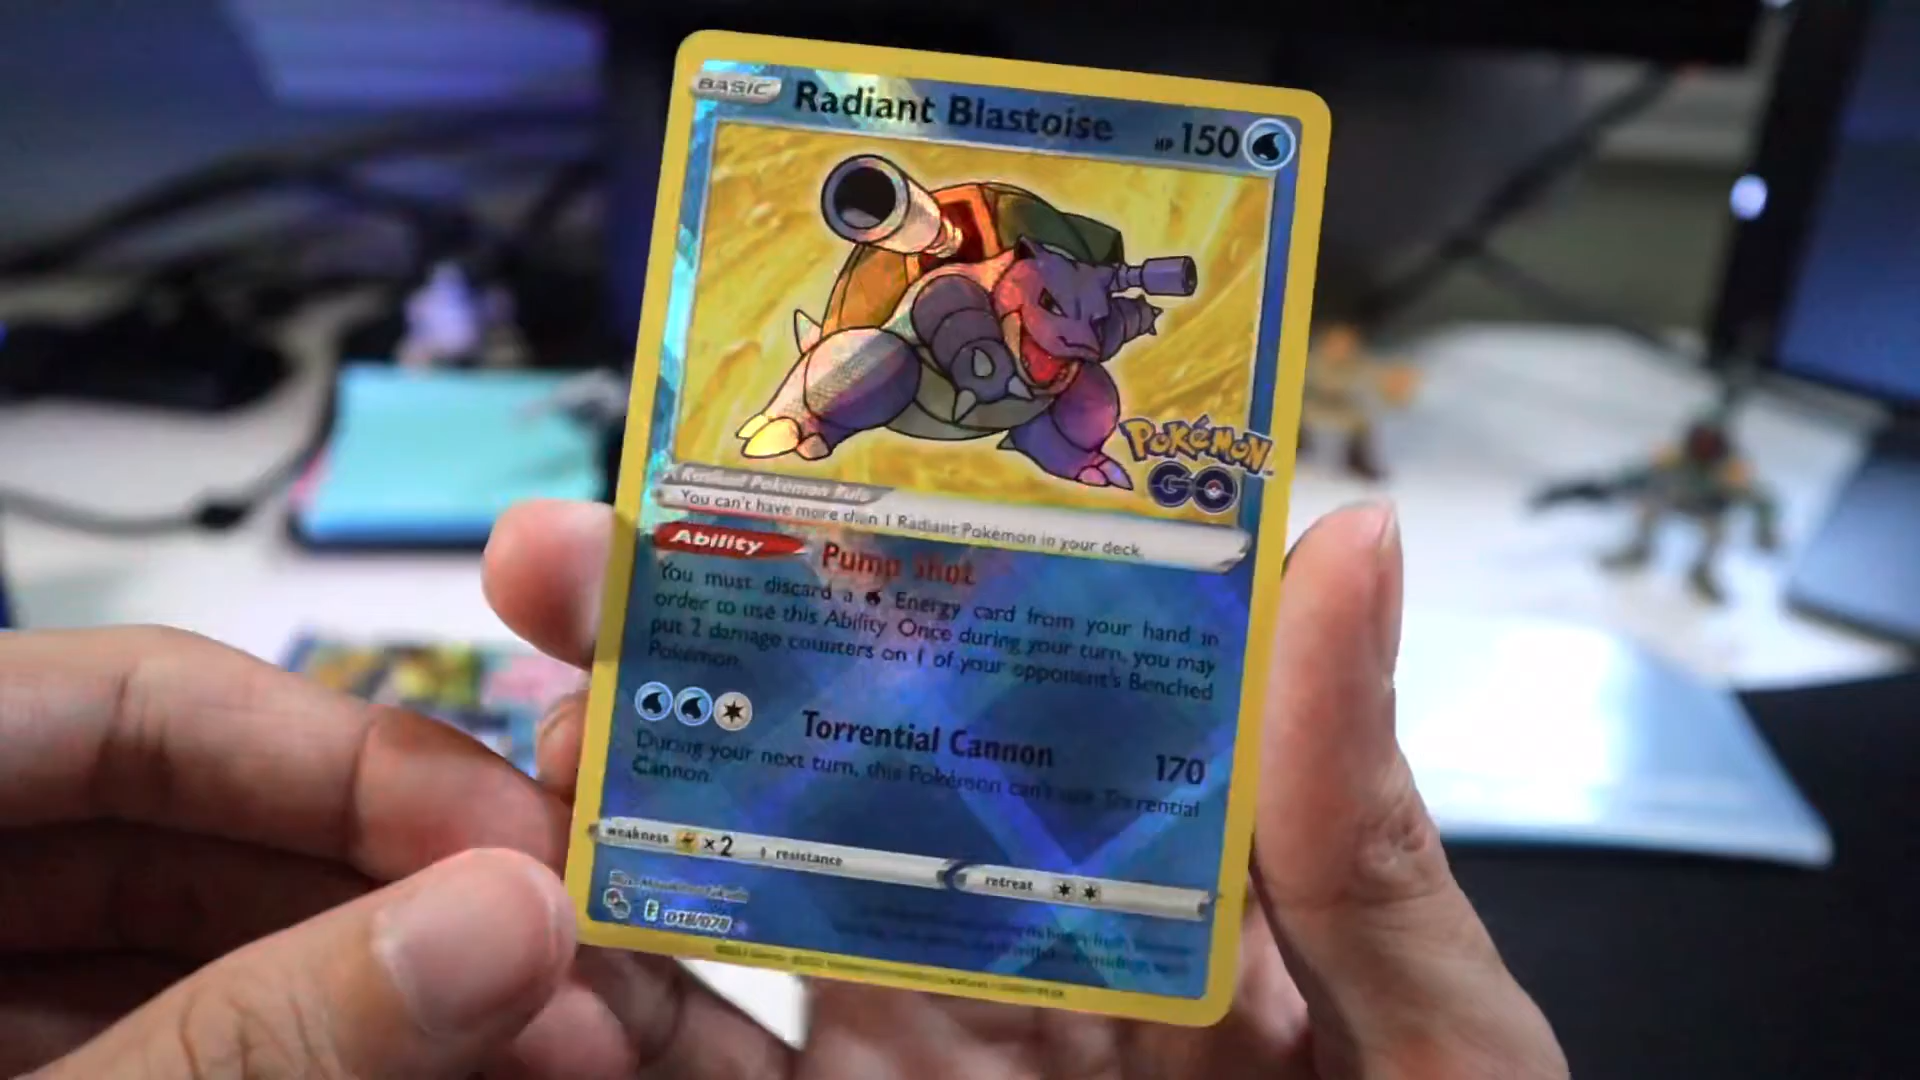 BASIC Radiant Blastoise HP 150
POKÉMON
GO
Radiant Pokémon Rule
You can't have more than 1 Radiant Pokémon in your deck.
Ability Pump Shot
You must discard a Energy card from your hand in
order to use this Ability. Once during your turn, you may
put 2 damage counters on 1 of your opponent's Benched
Pokémon.
Torrential Cannon 170
During your next turn, this Pokémon can't use Torrential
Cannon.
weakness ×2 resistance retreat
F 018/078